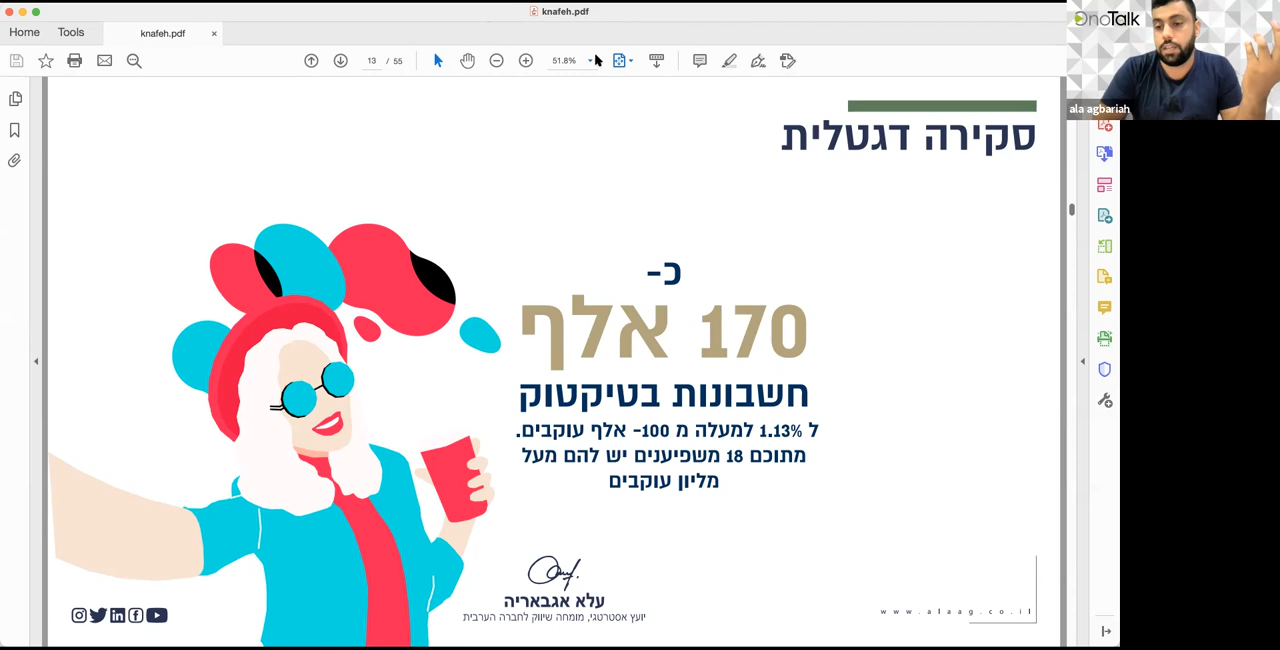 knafeh.pdf
Home
Tools
knafeh.pdf
×
13 / 55
51.8%
OnoTalk
ala agbariah
סקירה דגטלית
כ-
170 אלף
חשבונות בטיקטוק
ל 1.13% למעלה מ 100- אלף עוקבים.
מתוכם 18 משפיענים יש להם מעל
מליון עוקבים
עלא אגבאריה
יועץ אסטרטגי, מומחה שיווק לחברה הערבית
www.alaag.co.il